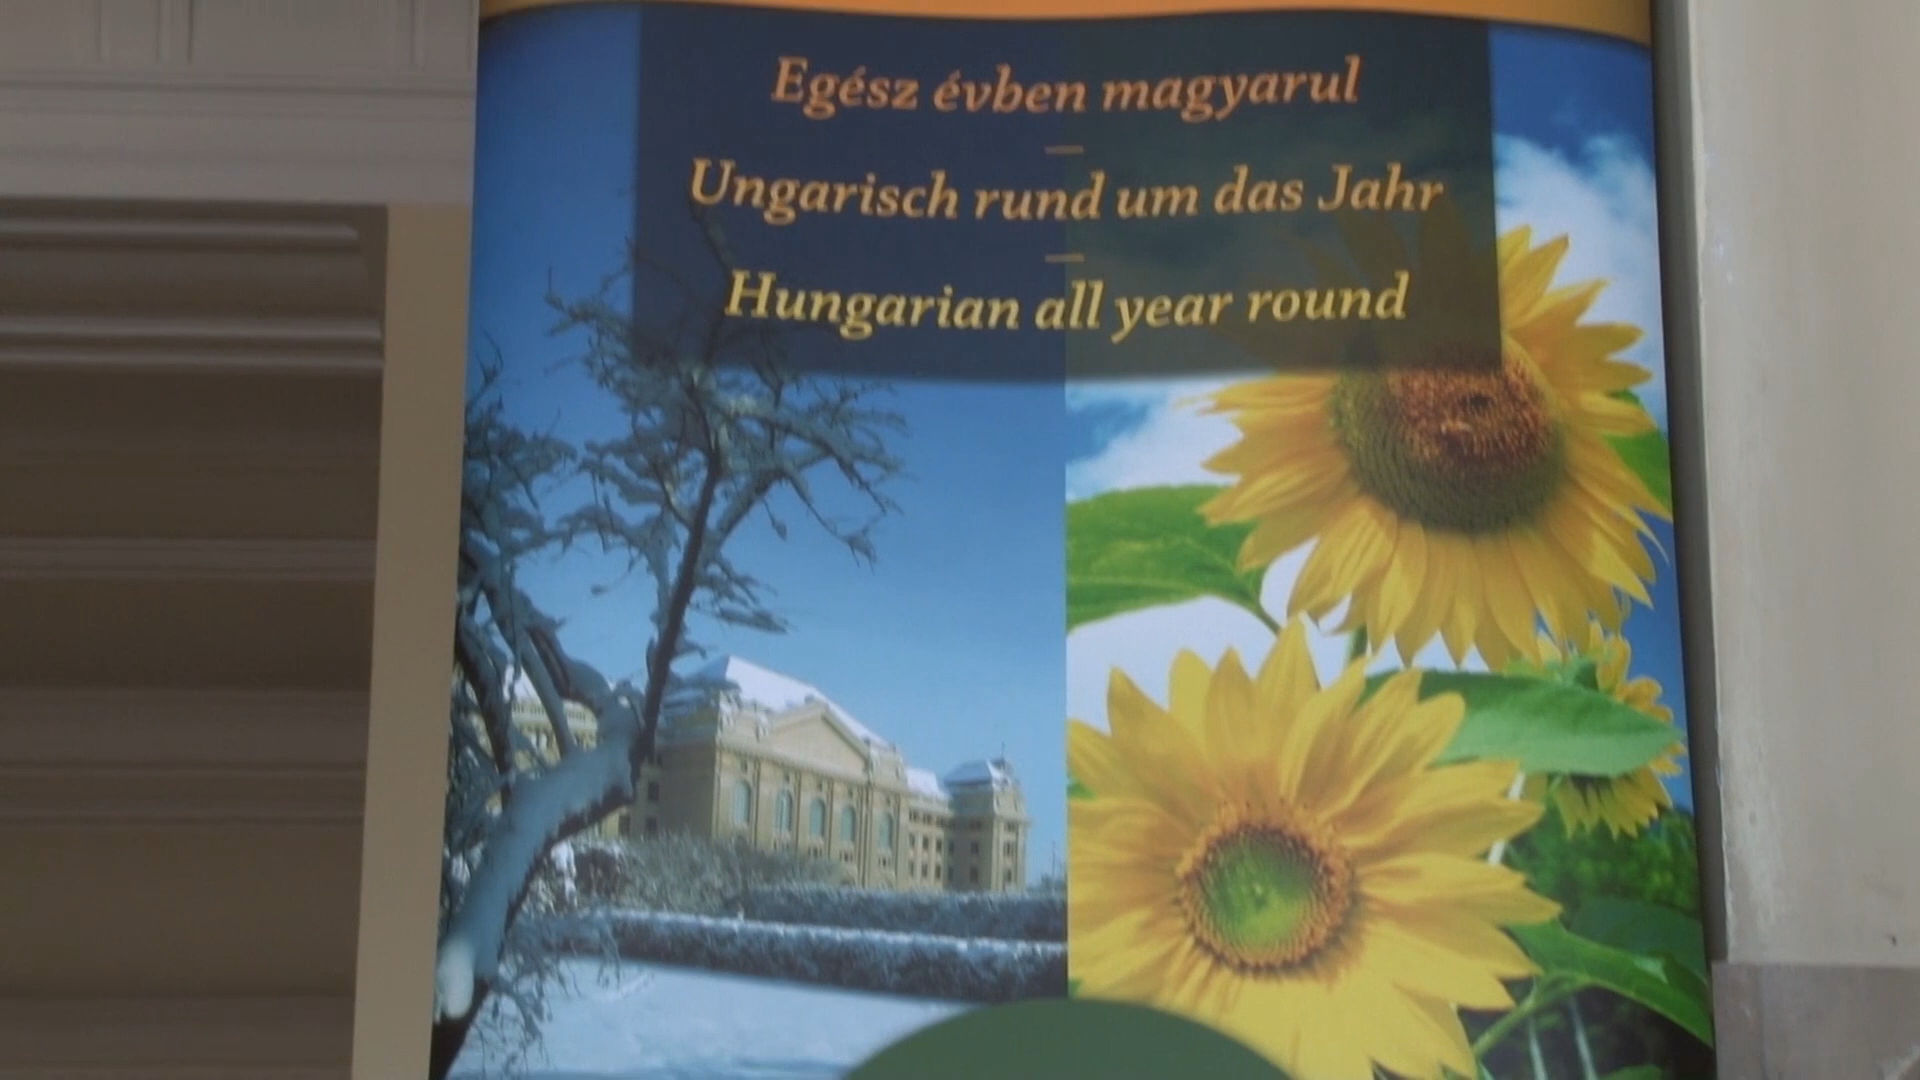 Egész évben magyarul
—
Ungarisch rund um das Jahr
—
Hungarian all year round